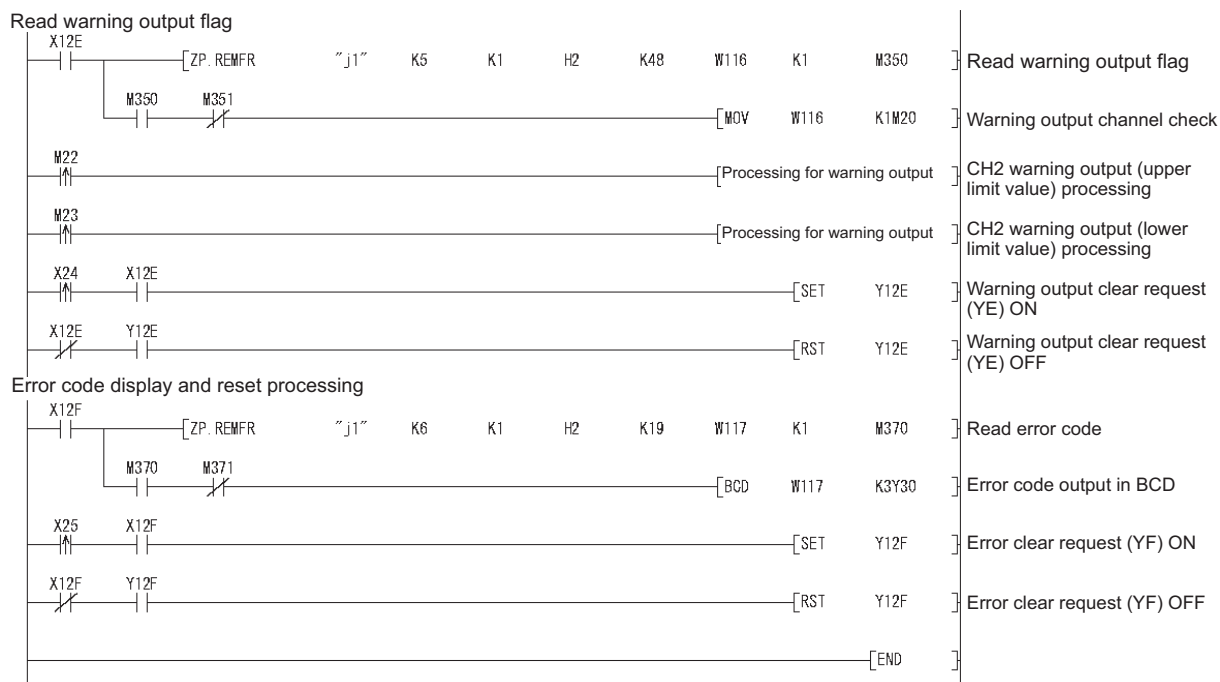 Read warning output flag
X12E
ZP.REMFR "j1" K5 K1 H2 K48 W116 K1 M350 Read warning output flag
M350 M351
MOV W116 K1M20 Warning output channel check
M22
Processing for warning output CH2 warning output (upper
limit value) processing
M23
Processing for warning output CH2 warning output (lower
limit value) processing
X24 X12E
SET Y12E Warning output clear request
(YE) ON
X12E Y12E
RST Y12E Warning output clear request
(YE) OFF
Error code display and reset processing
X12F
ZP.REMFR "j1" K6 K1 H2 K19 W117 K1 M370 Read error code
M370 M371
BCD W117 K3Y30 Error code output in BCD
X25 X12F
SET Y12F Error clear request (YF) ON
X12F Y12F
RST Y12F Error clear request (YF) OFF
END